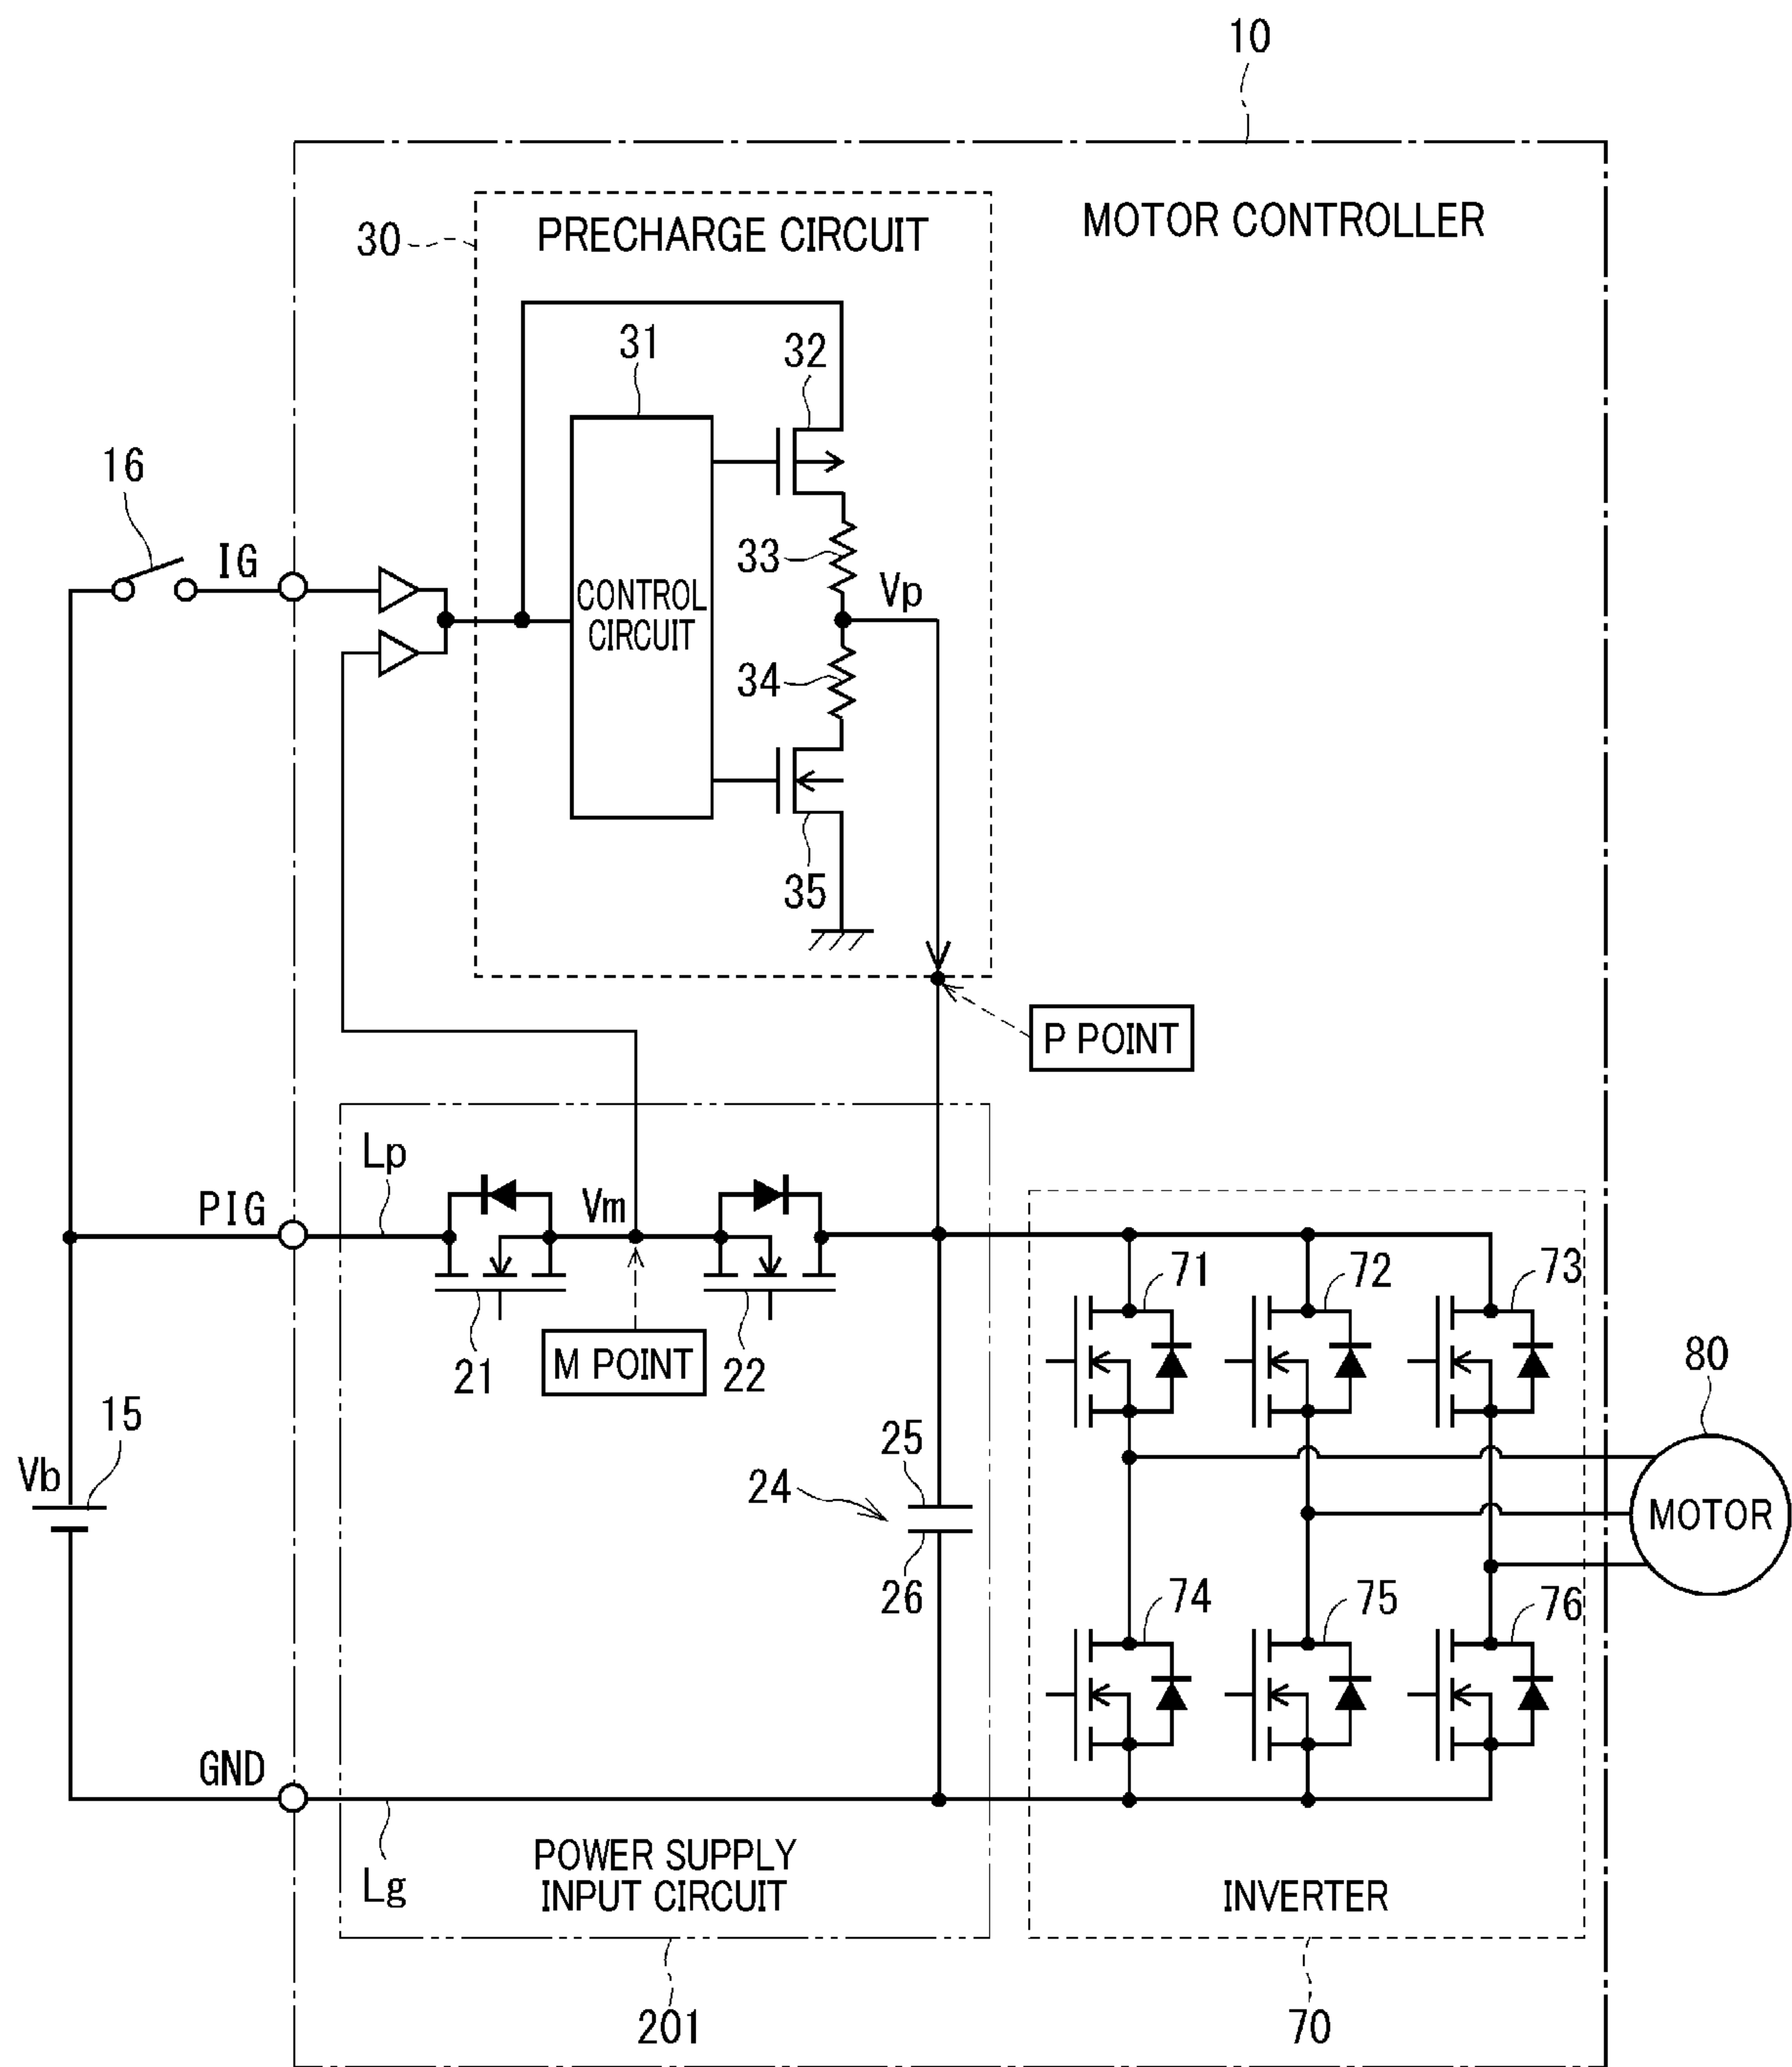 10
MOTOR CONTROLLER
30
PRECHARGE CIRCUIT
31
32
16
IG
33
Vp
CONTROL
CIRCUIT
34
35
P POINT
Lp
PIG
Vm
71
72
73
21
M POINT
22
80
15
Vb
25
24
MOTOR
26
74
75
76
GND
Lg
POWER SUPPLY
INPUT CIRCUIT
INVERTER
201
70